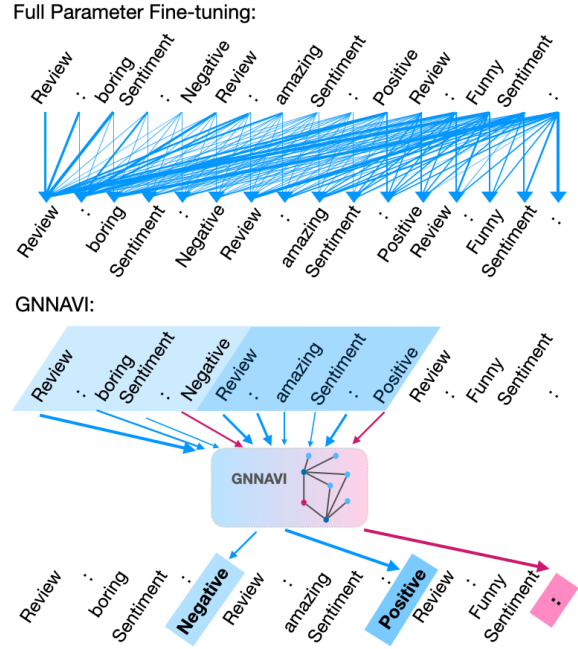 Full Parameter Fine-tuning:
Review : boring Sentiment : Negative Review : amazing Sentiment : Positive Review : Funny Sentiment :
Review : boring Sentiment : Negative Review : amazing Sentiment : Positive Review : Funny Sentiment :
GNNAVI:
Review : boring Sentiment : Negative Review : amazing Sentiment : Positive Review : Funny Sentiment :
GNNAVI
Review : boring Sentiment : Negative Review : amazing Sentiment : Positive Review : Funny Sentiment :